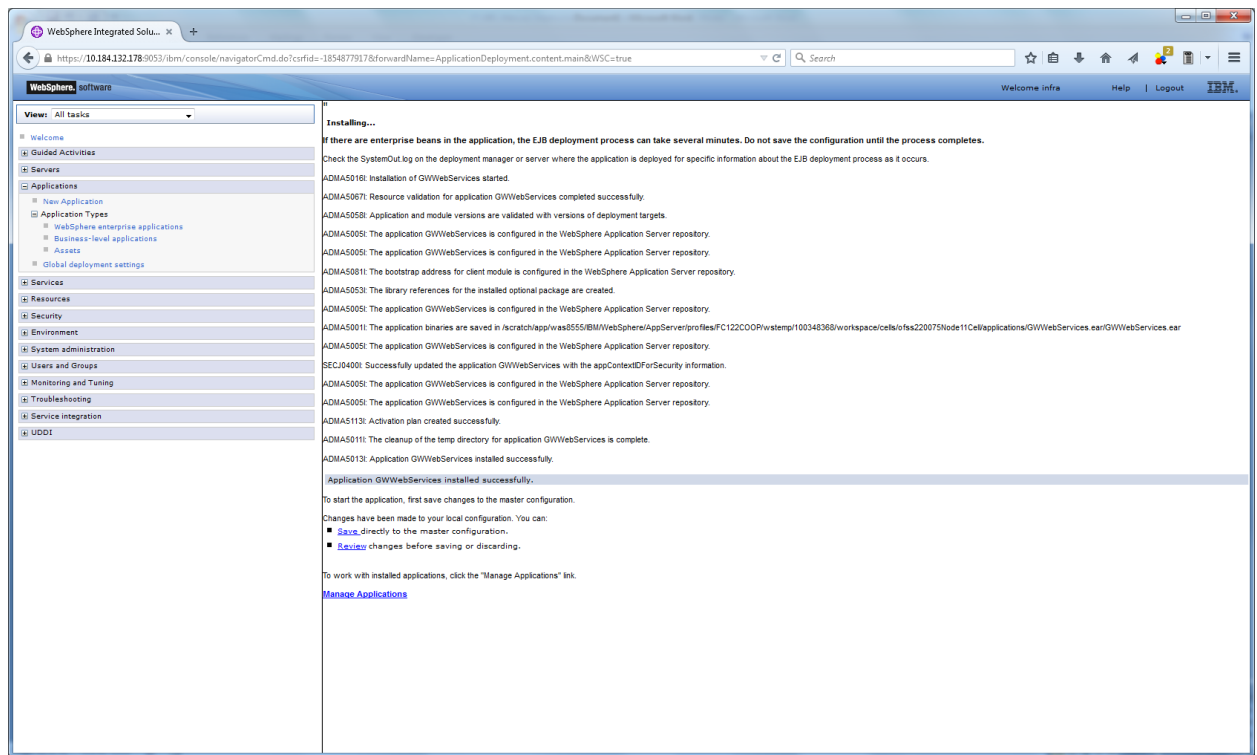 WebSphere Integrated Solu...
https://10.184.132.178:9053/ibm/console/navigatorCmd.do?csrfid=-1854877917&forwardName=ApplicationDeployment.content.main&WSC=true
Search
2
WebSphere. software
Welcome infra
Help | Logout
IBM.
View: All tasks
Welcome
Guided Activities
Servers
Applications
New Application
Application Types
WebSphere enterprise applications
Business-level applications
Assets
Global deployment settings
Services
Resources
Security
Environment
System administration
Users and Groups
Monitoring and Tuning
Troubleshooting
Service integration
UDDI
"
Installing...
If there are enterprise beans in the application, the EJB deployment process can take several minutes. Do not save the configuration until the process completes.
Check the SystemOut.log on the deployment manager or server where the application is deployed for specific information about the EJB deployment process as it occurs.
ADMA5016I: Installation of GWWebServices started.
ADMA5067I: Resource validation for application GWWebServices completed successfully.
ADMA5058I: Application and module versions are validated with versions of deployment targets.
ADMA5005I: The application GWWebServices is configured in the WebSphere Application Server repository.
ADMA5005I: The application GWWebServices is configured in the WebSphere Application Server repository.
ADMA5081I: The bootstrap address for client module is configured in the WebSphere Application Server repository.
ADMA5053I: The library references for the installed optional package are created.
ADMA5005I: The application GWWebServices is configured in the WebSphere Application Server repository.
ADMA5001I: The application binaries are saved in /scratch/app/was8555/IBM/WebSphere/AppServer/profiles/FC122COOP/wstemp/100348368/workspace/cells/ofss220075Node11Cell/applications/GWWebServices.ear/GWWebServices.ear
ADMA5005I: The application GWWebServices is configured in the WebSphere Application Server repository.
SECJ0400I: Successfully updated the application GWWebServices with the appContextIDForSecurity information.
ADMA5005I: The application GWWebServices is configured in the WebSphere Application Server repository.
ADMA5005I: The application GWWebServices is configured in the WebSphere Application Server repository.
ADMA5113I: Activation plan created successfully.
ADMA5011I: The cleanup of the temp directory for application GWWebServices is complete.
ADMA5013I: Application GWWebServices installed successfully.
Application GWWebServices installed successfully.
To start the application, first save changes to the master configuration.
Changes have been made to your local configuration. You can:
Save directly to the master configuration.
Review changes before saving or discarding.
To work with installed applications, click the "Manage Applications" link.
Manage Applications